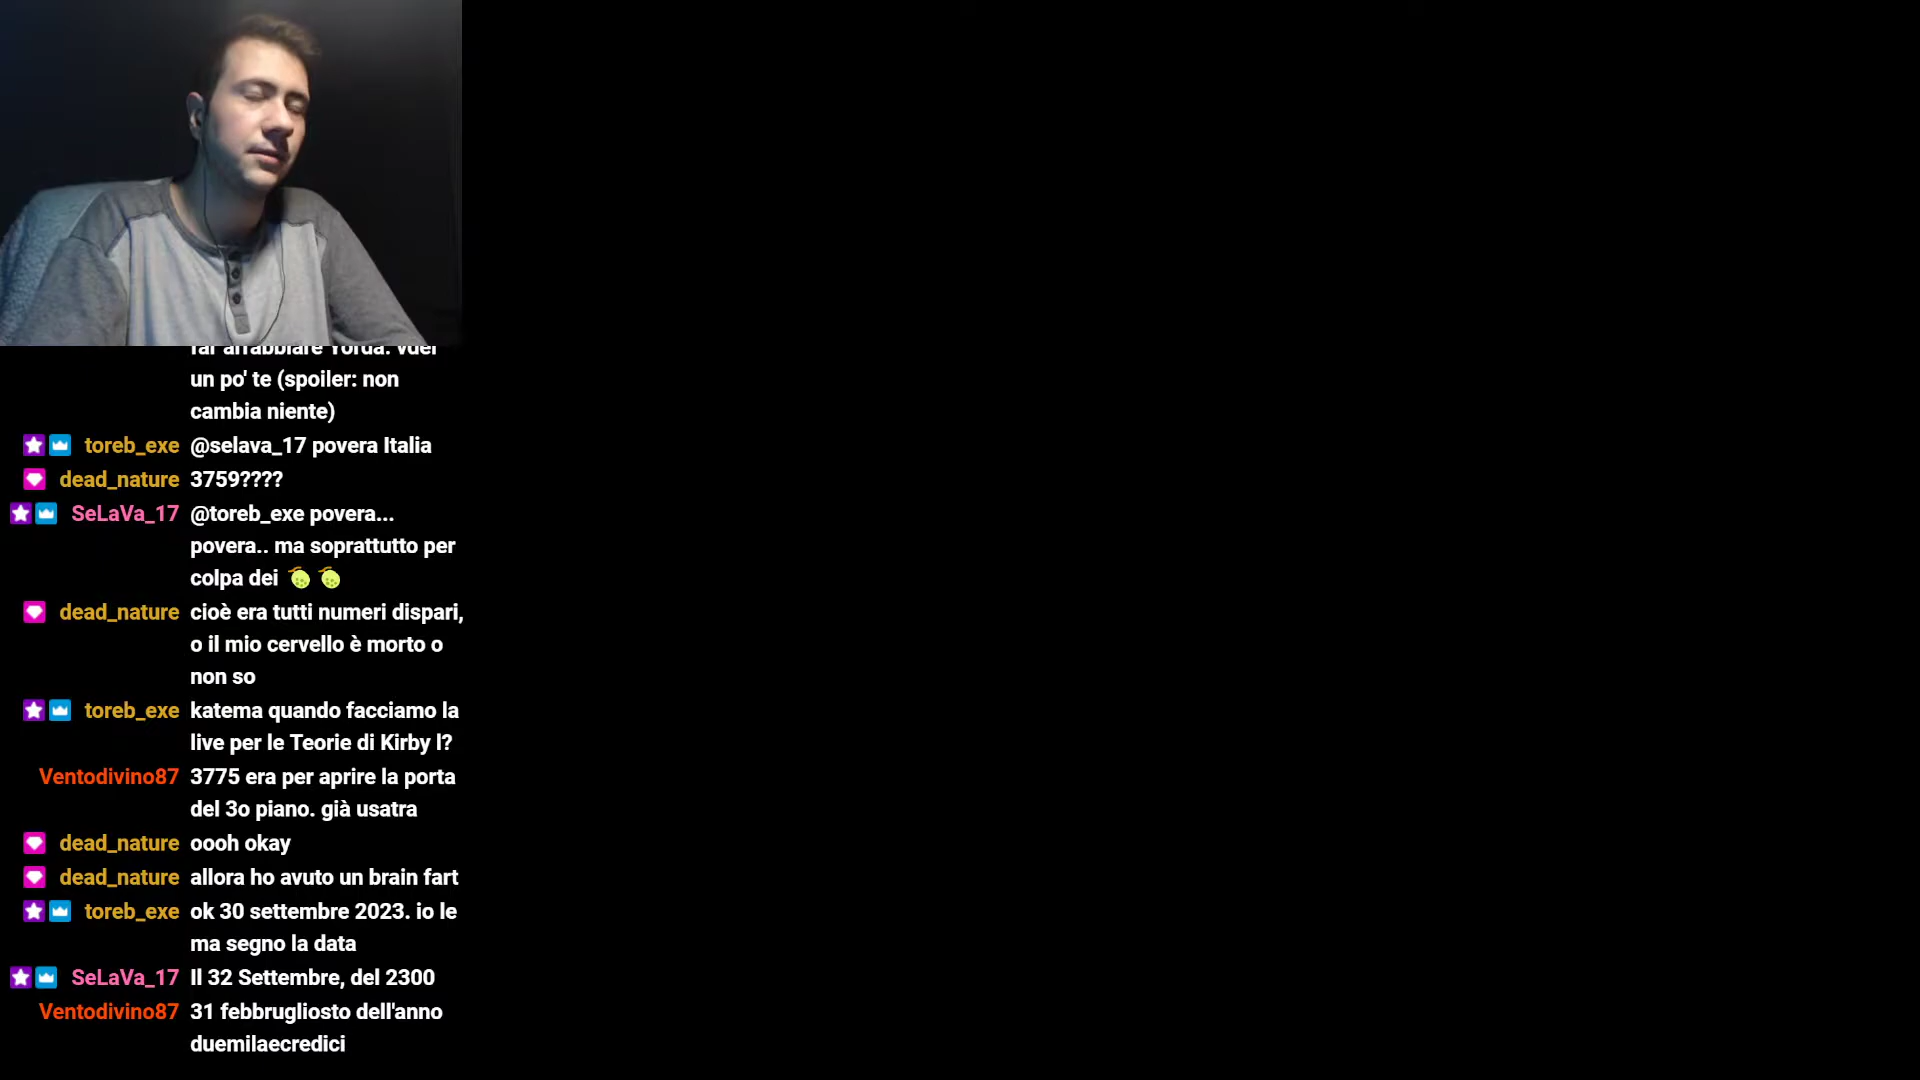 far arrabbiare Yorda. vdei
un po' te (spoiler: non
cambia niente)
toreb_exe @selava_17 povera Italia
dead_nature 3759????
SeLaVa_17 @toreb_exe povera...
povera.. ma soprattutto per
colpa dei
dead_nature cioè era tutti numeri dispari,
o il mio cervello è morto o
non so
toreb_exe katema quando facciamo la
live per le Teorie di Kirby l?
Ventodivino87 3775 era per aprire la porta
del 3o piano. già usatra
dead_nature oooh okay
dead_nature allora ho avuto un brain fart
toreb_exe ok 30 settembre 2023. io le
ma segno la data
SeLaVa_17 Il 32 Settembre, del 2300
Ventodivino87 31 febbrugliosto dell'anno
duemilaecredici